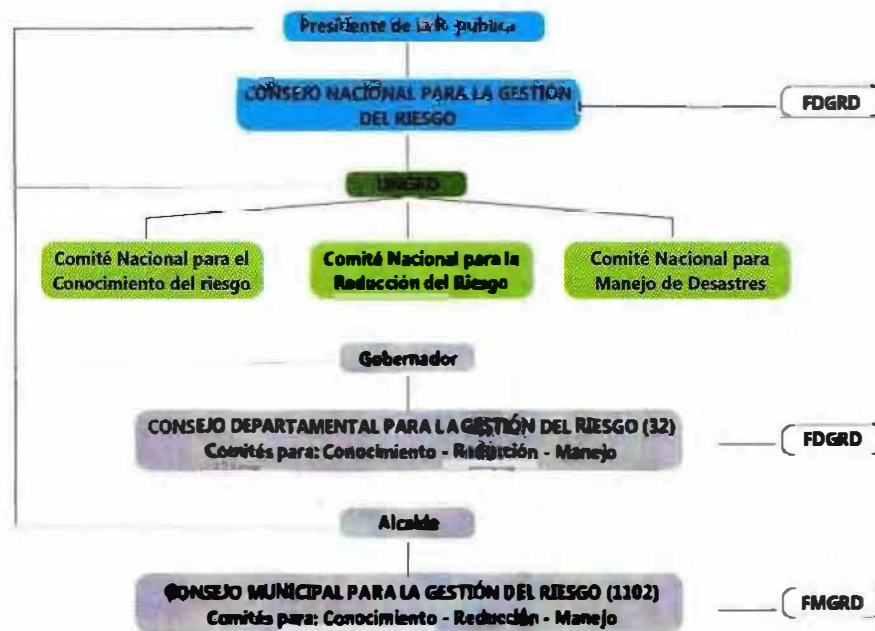 Presidente de la República
CONSEJO NACIONAL PARA LA GESTIÓN
DEL RIESGO
FDGRD
UNGRD
Comité Nacional para el
Conocimiento del riesgo
Comité Nacional para la
Reducción del Riesgo
Comité Nacional para
Manejo de Desastres
Gobernador
CONSEJO DEPARTAMENTAL PARA LA GESTIÓN DEL RIESGO (32)
Comités para: Conocimiento - Reducción - Manejo
FDGRD
Alcalde
CONSEJO MUNICIPAL PARA LA GESTIÓN DEL RIESGO (1102)
Comités para: Conocimiento - Reducción - Manejo
FMGRD